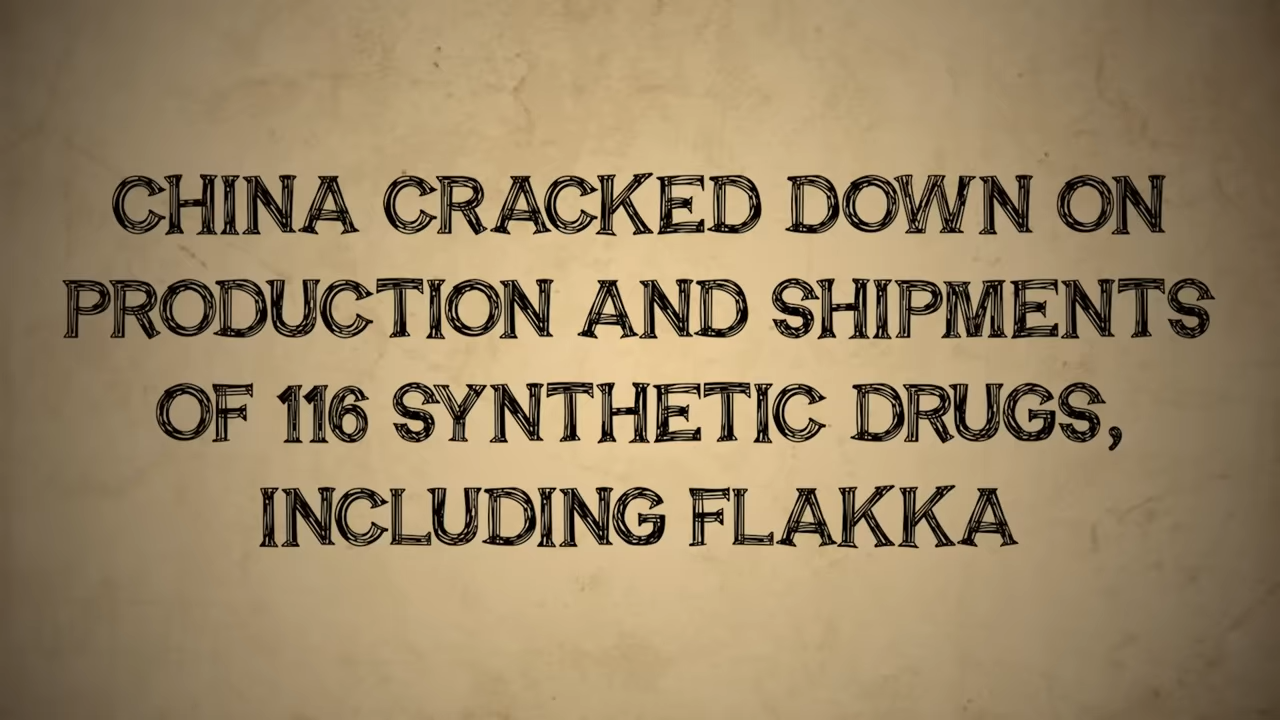 CHINA CRACKED DOWN ON
PRODUCTION AND SHIPMENTS
OF 116 SYNTHETIC DRUGS,
INCLUDING FLAKKA